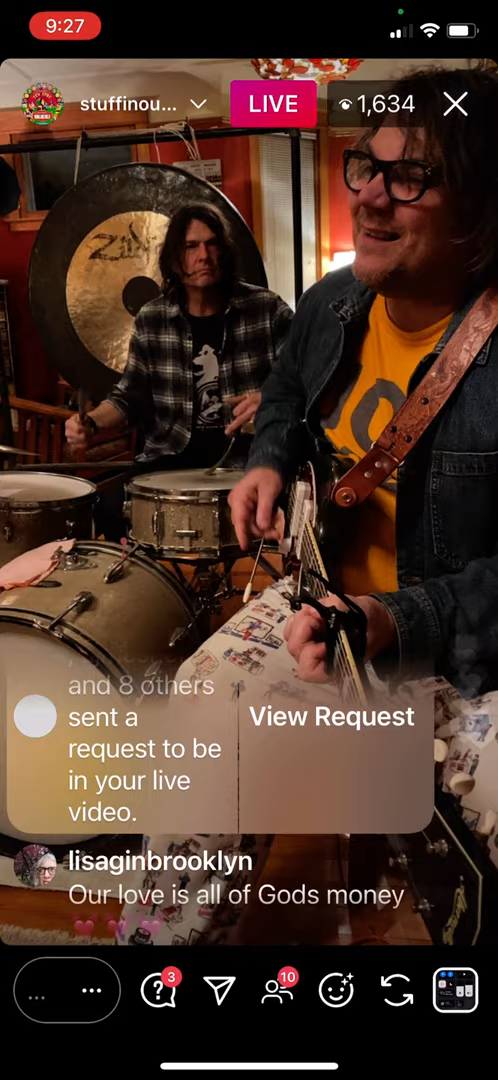 9:27
stuffinou...
LIVE
1,634
and 8 others
sent a
request to be
in your live
video.
View Request
lisaginbrooklyn
Our love is all of Gods money
3
10